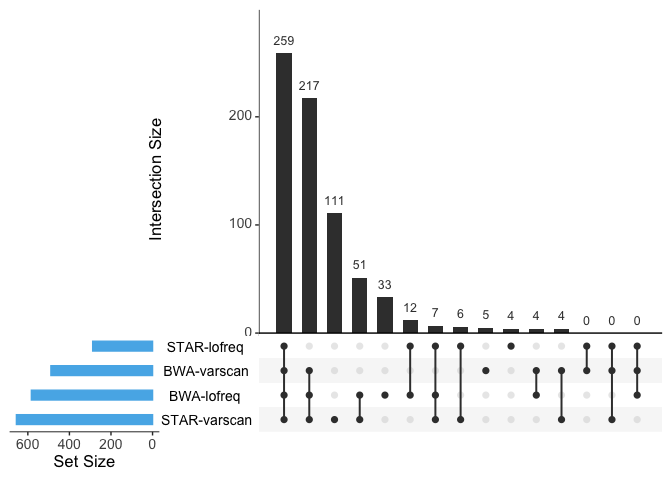 259
217
111
51
33
12
7
6
5
4
4
4
0
0
0
Intersection Size
200
100
0
STAR-lofreq
BWA-varscan
BWA-lofreq
STAR-varscan
600 400 200 0
Set Size